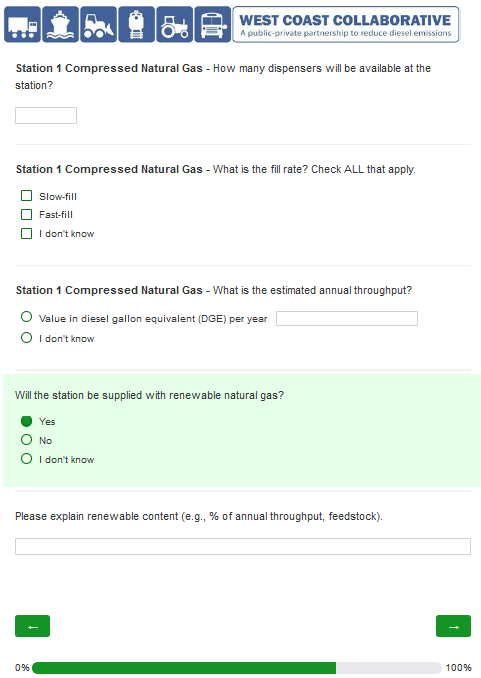 WEST COAST COLLABORATIVE
A public-private partnership to reduce diesel emissions
Station 1 Compressed Natural Gas - How many dispensers will be available at the
station?
Station 1 Compressed Natural Gas - What is the fill rate? Check ALL that apply.
Slow-fill
Fast-fill
I don't know
Station 1 Compressed Natural Gas - What is the estimated annual throughput?
Value in diesel gallon equivalent (DGE) per year
I don't know
Will the station be supplied with renewable natural gas?
Yes
No
I don't know
Please explain renewable content (e.g., % of annual throughput, feedstock).
← →
0% 100%